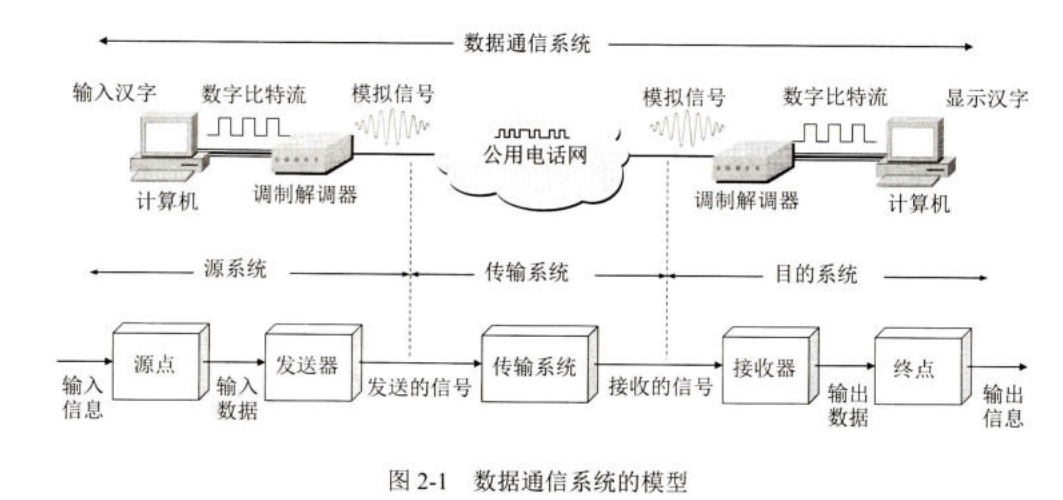 数据通信系统
输入汉字 数字比特流 模拟信号 模拟信号 数字比特流 显示汉字
公用电话网
计算机 调制解调器 调制解调器 计算机
源系统 传输系统 目的系统
源点 发送器 传输系统 接收器 终点
输入 输入 发送的信号 接收的信号 输出 输出
信息 数据 数据 信息
图 2-1 数据通信系统的模型